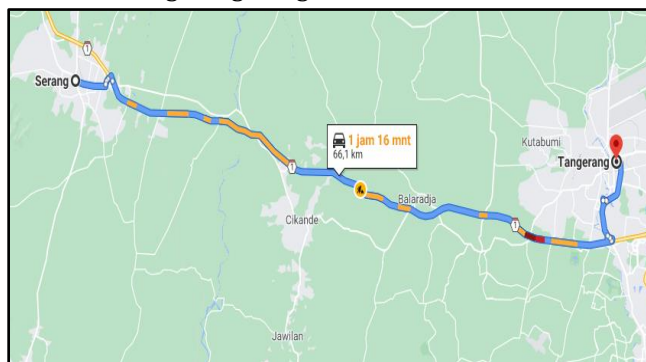 Serang
1
1 jam 16 mnt
66,1 km
Kutabumi
Tangerang
1
Balaradja
1
Cikande
Jawilan